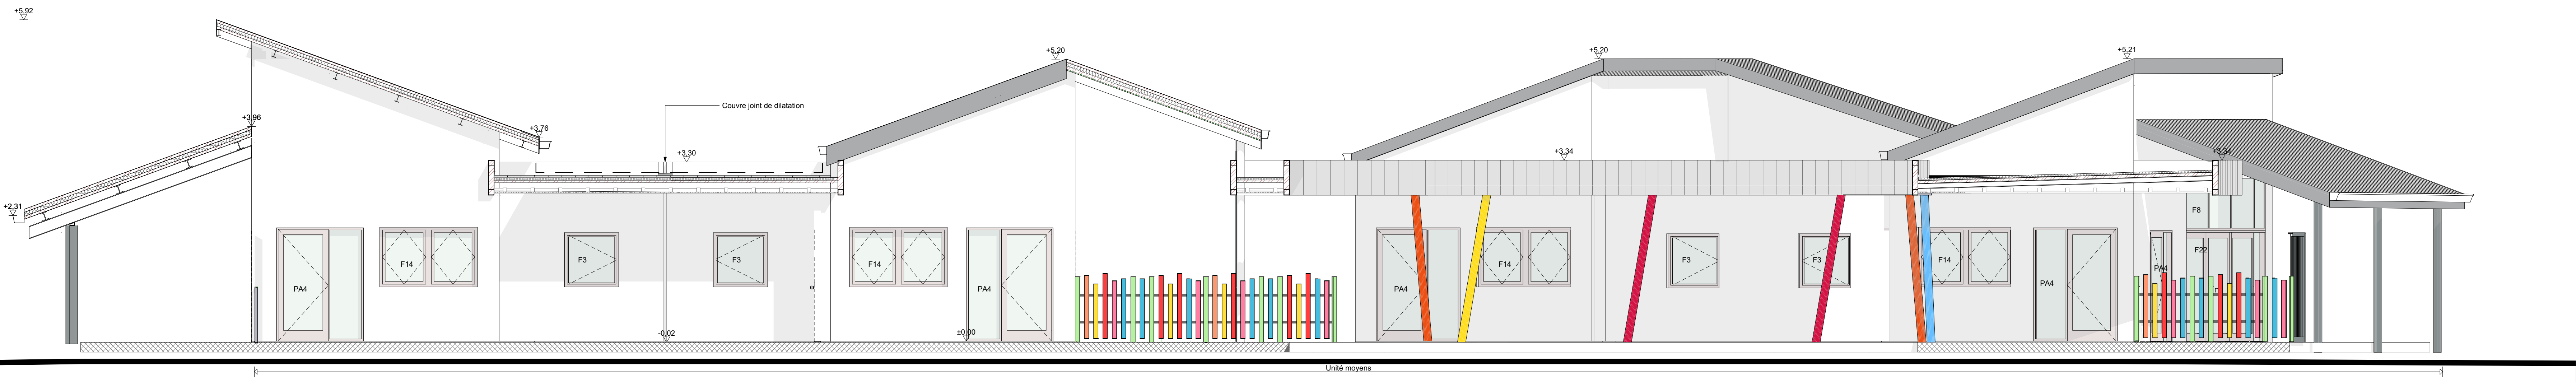 +5,92
+5,20
+5,20
+5,21
Couvre joint de dilatation
+3,96
+3,76
+3,30
+3,34
+3,34
+2,31
F8
F14
F3
F3
F14
F14
F3
F3
F14
F22
PA4
PA4
PA4
PA4
PA4
-0,02
±0,00
Unité moyens